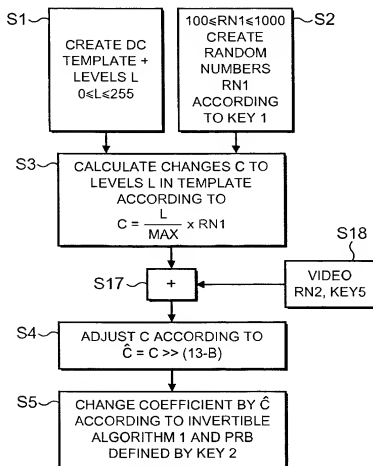 S1
CREATE DC
TEMPLATE +
LEVELS L
0≤L≤255
S2
100≤RN1≤1000
CREATE
RANDOM
NUMBERS
RN1
ACCORDING
TO KEY 1
S3
CALCULATE CHANGES C TO
LEVELS L IN TEMPLATE
ACCORDING TO
C = L / MAX x RN1
S17
+
S18
VIDEO
RN2, KEY5
S4
ADJUST C ACCORDING TO
Ĉ = C >> (13-B)
S5
CHANGE COEFFICIENT BY Ĉ
ACCORDING TO INVERTIBLE
ALGORITHM 1 AND PRB
DEFINED BY KEY 2